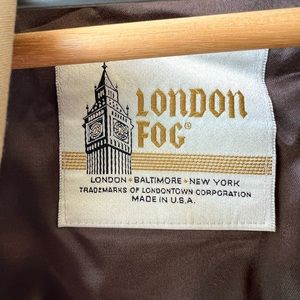 LONDON
FOG®
LONDON • BALTIMORE • NEW YORK
TRADEMARKS OF LONDONTOWN CORPORATION
MADE IN U.S.A.